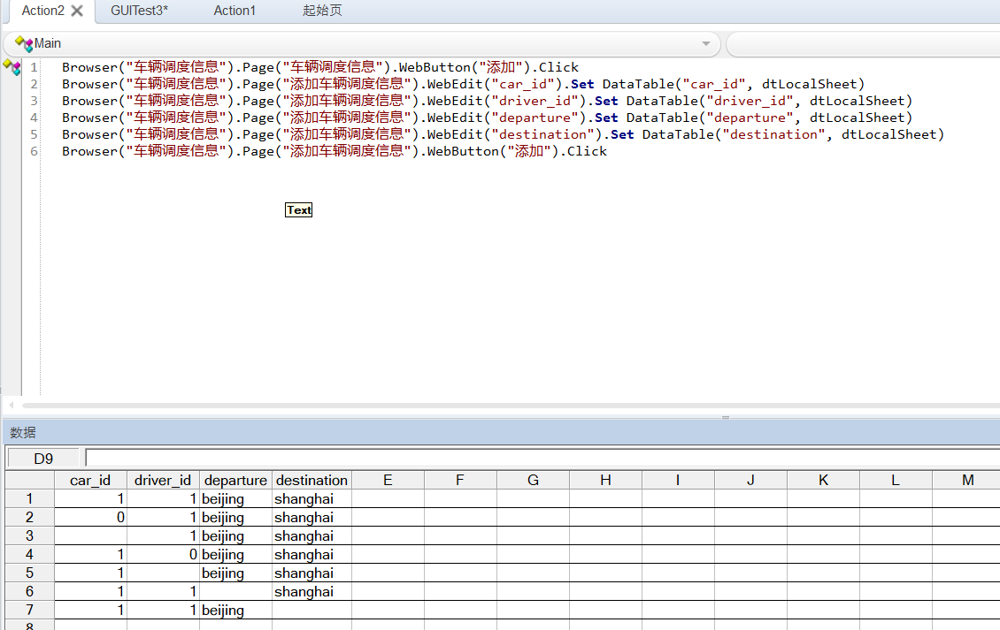 Action2 GUITest3* Action1 起始页
Main
1 Browser("车辆调度信息").Page("车辆调度信息").WebButton("添加").Click
2 Browser("车辆调度信息").Page("添加车辆调度信息").WebEdit("car_id").Set DataTable("car_id", dtLocalSheet)
3 Browser("车辆调度信息").Page("添加车辆调度信息").WebEdit("driver_id").Set DataTable("driver_id", dtLocalSheet)
4 Browser("车辆调度信息").Page("添加车辆调度信息").WebEdit("departure").Set DataTable("departure", dtLocalSheet)
5 Browser("车辆调度信息").Page("添加车辆调度信息").WebEdit("destination").Set DataTable("destination", dtLocalSheet)
6 Browser("车辆调度信息").Page("添加车辆调度信息").WebButton("添加").Click
Text
数据
D9
car_id driver_id departure destination E F G H I J K L M
1 1 1 beijing shanghai
2 0 1 beijing shanghai
3 1 beijing shanghai
4 1 0 beijing shanghai
5 1 beijing shanghai
6 1 1 shanghai
7 1 1 beijing
8